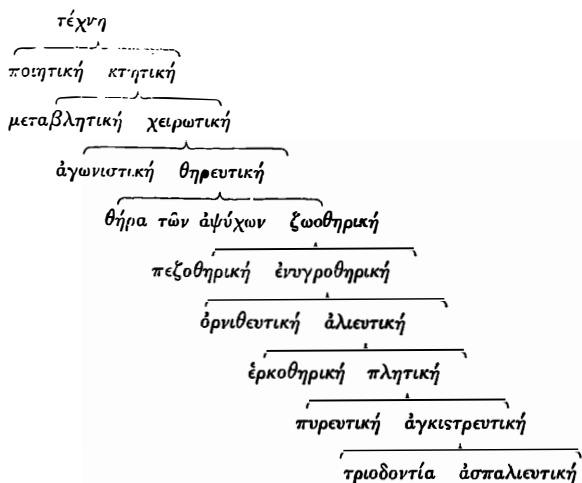 τέχνη
ποιητική κτητική
μεταβλητική χειρωτική
ἀγωνιστική θηρευτική
θήρα τῶν ἀψύχων ζωοθηρική
πεζοθηρική ἐνυγροθηρική
ὀρνιθευτική ἁλιευτική
ἑρκοθηρική πλητική
πυρευτική ἀγκιστρευτική
τριοδοντία ἀσπαλιευτική